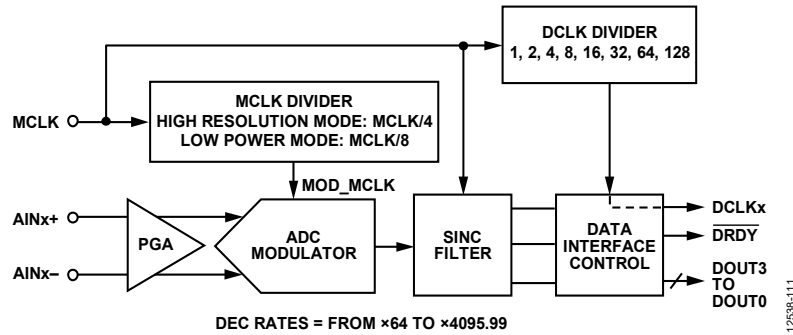 DCLK DIVIDER
1, 2, 4, 8, 16, 32, 64, 128
MCLK
MCLK DIVIDER
HIGH RESOLUTION MODE: MCLK/4
LOW POWER MODE: MCLK/8
MOD_MCLK
AINx+
AINx–
PGA
ADC
MODULATOR
SINC
FILTER
DATA
INTERFACE
CONTROL
DCLKx
DRDY
DOUT3
TO
DOUT0
DEC RATES = FROM ×64 TO ×4095.99
12538-111